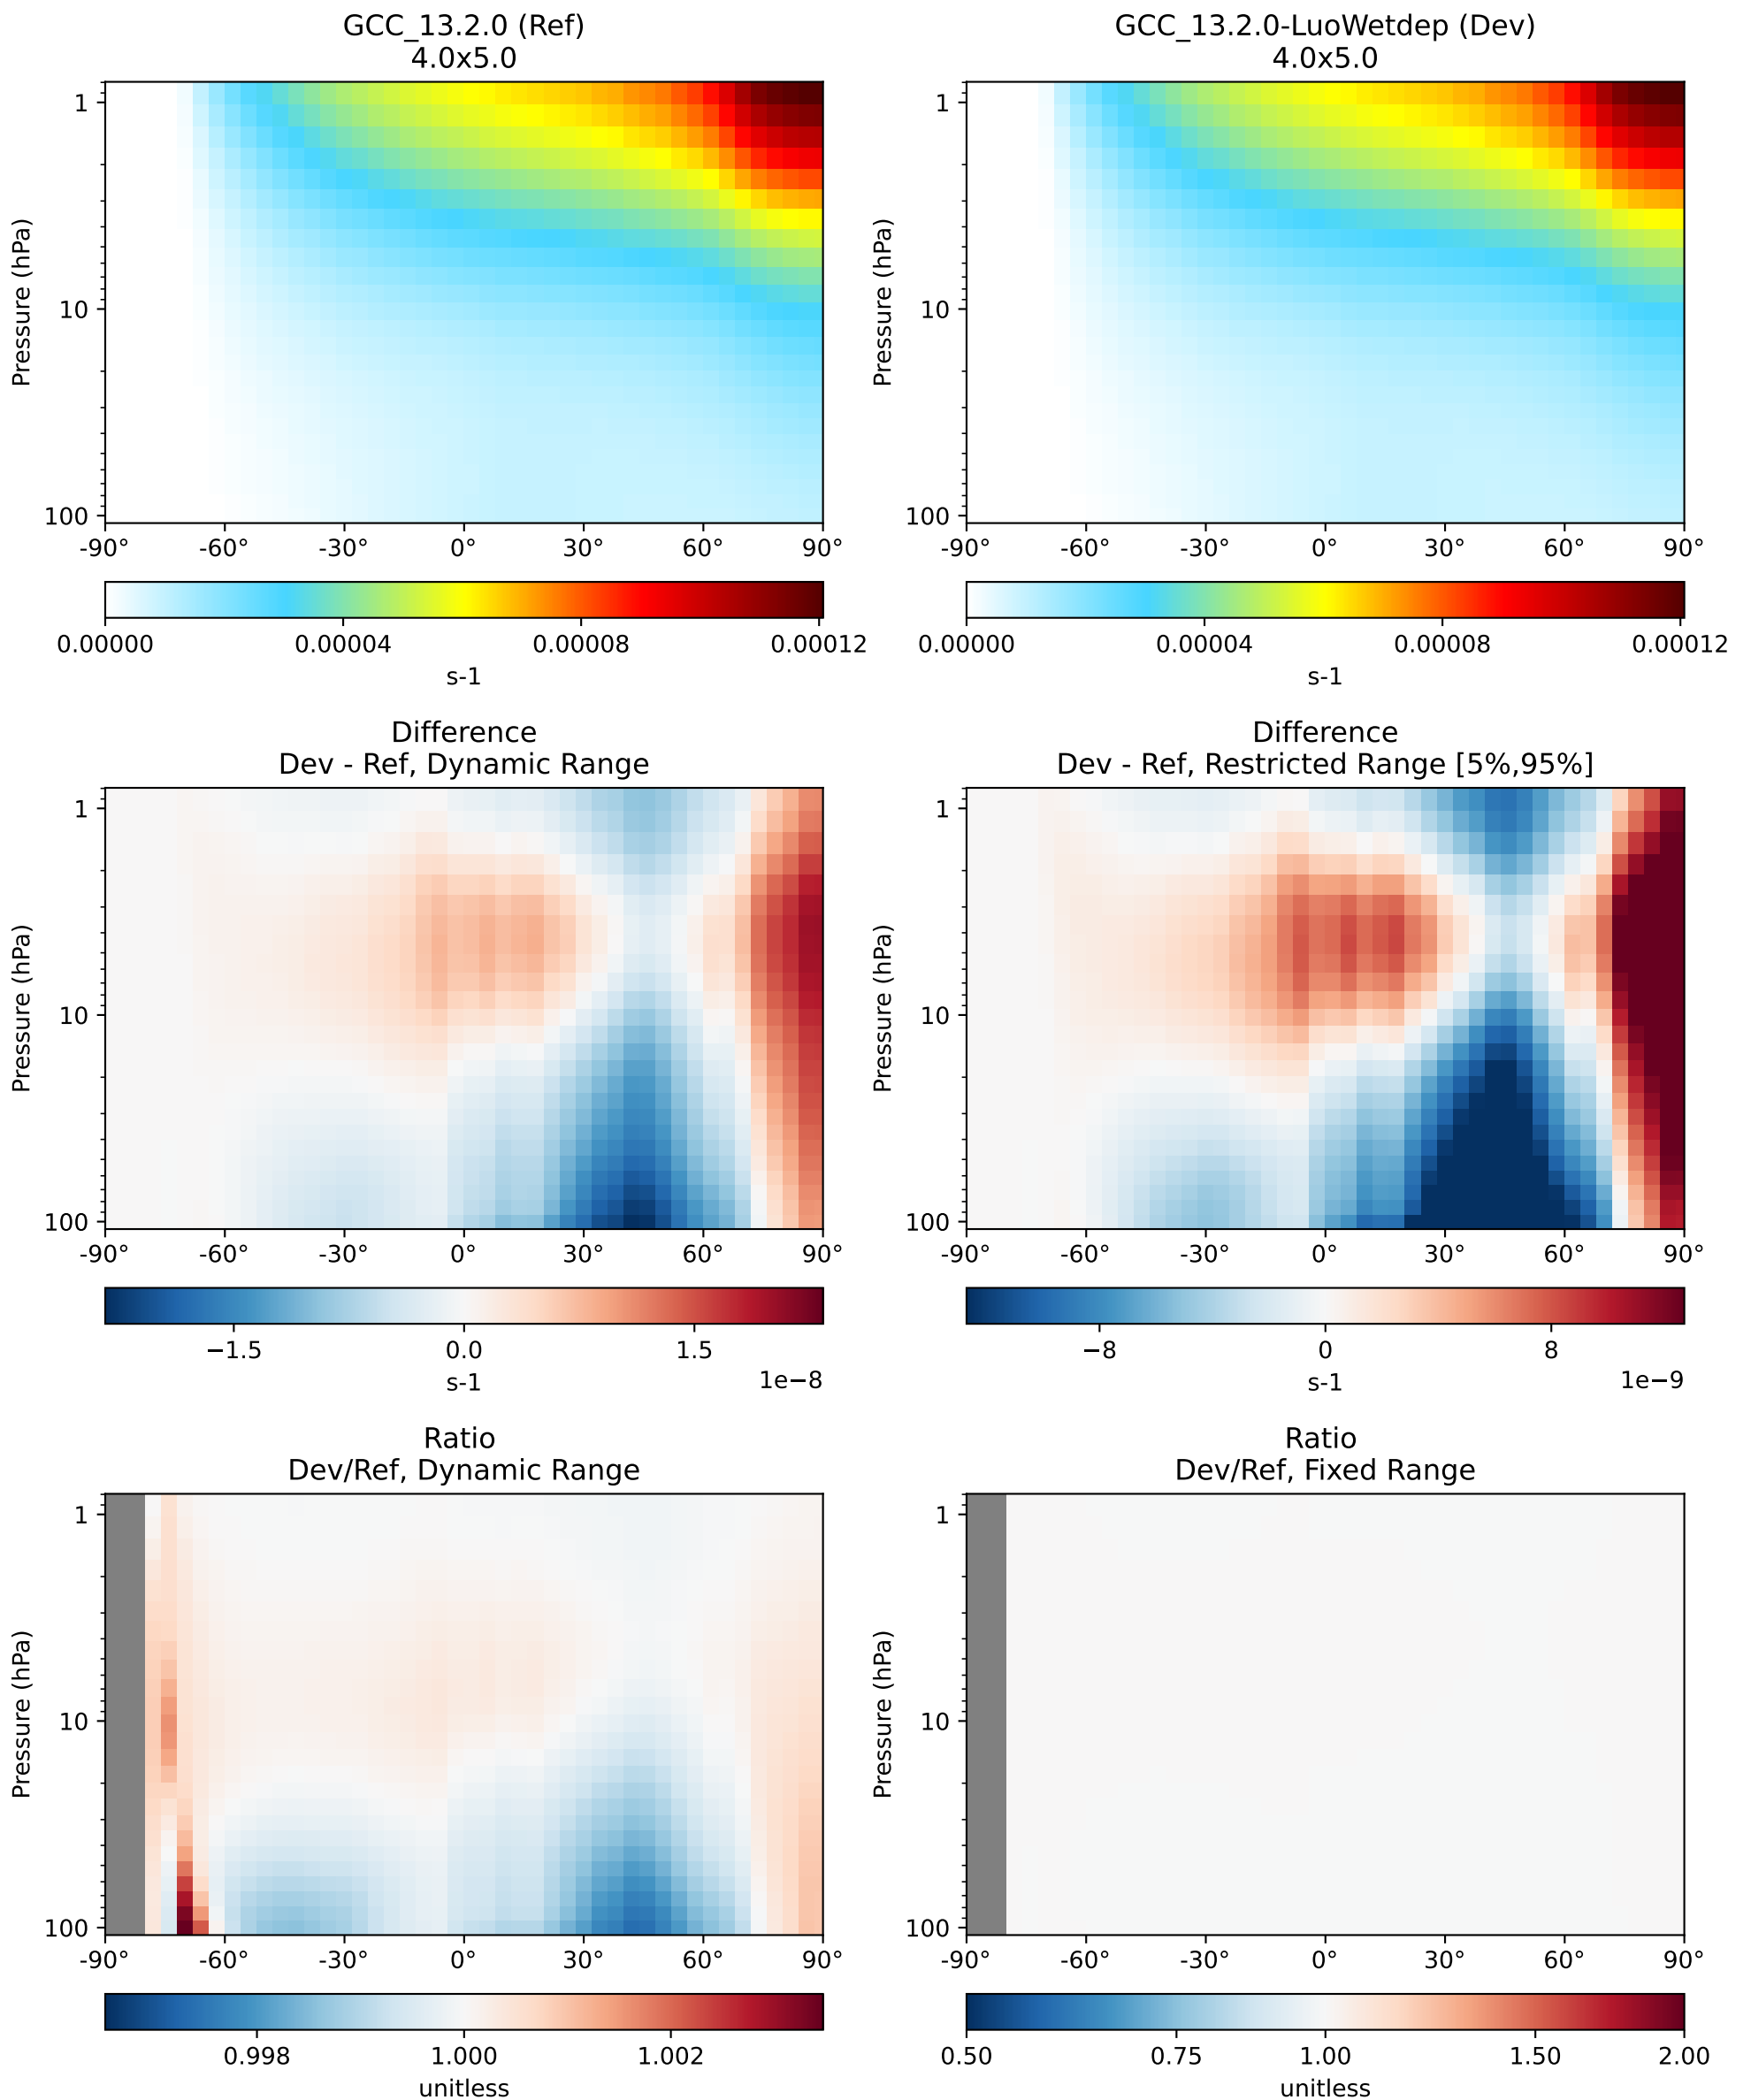 GCC_13.2.0 (Ref)
4.0x5.0
GCC_13.2.0-LuoWetdep (Dev)
4.0x5.0
Pressure (hPa)
1
10
100
-90° -60° -30° 0° 30° 60° 90°
0.00000 0.00004 0.00008 0.00012
s-1
Pressure (hPa)
1
10
100
-90° -60° -30° 0° 30° 60° 90°
0.00000 0.00004 0.00008 0.00012
s-1
Difference
Dev - Ref, Dynamic Range
Pressure (hPa)
1
10
100
-90° -60° -30° 0° 30° 60° 90°
−1.5 0.0 1.5
1e−8
s-1
Difference
Dev - Ref, Restricted Range [5%,95%]
Pressure (hPa)
1
10
100
-90° -60° -30° 0° 30° 60° 90°
−8 0 8
1e−9
s-1
Ratio
Dev/Ref, Dynamic Range
Pressure (hPa)
1
10
100
-90° -60° -30° 0° 30° 60° 90°
0.998 1.000 1.002
unitless
Ratio
Dev/Ref, Fixed Range
Pressure (hPa)
1
10
100
-90° -60° -30° 0° 30° 60° 90°
0.50 0.75 1.00 1.50 2.00
unitless